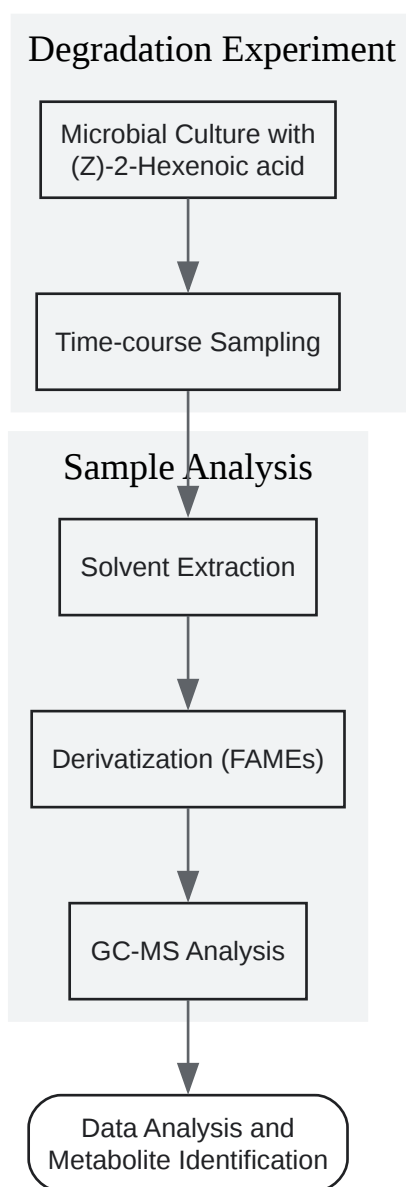 Degradation Experiment
Microbial Culture with
(Z)-2-Hexenoic acid
Time-course Sampling
Sample Analysis
Solvent Extraction
Derivatization (FAMEs)
GC-MS Analysis
Data Analysis and
Metabolite Identification